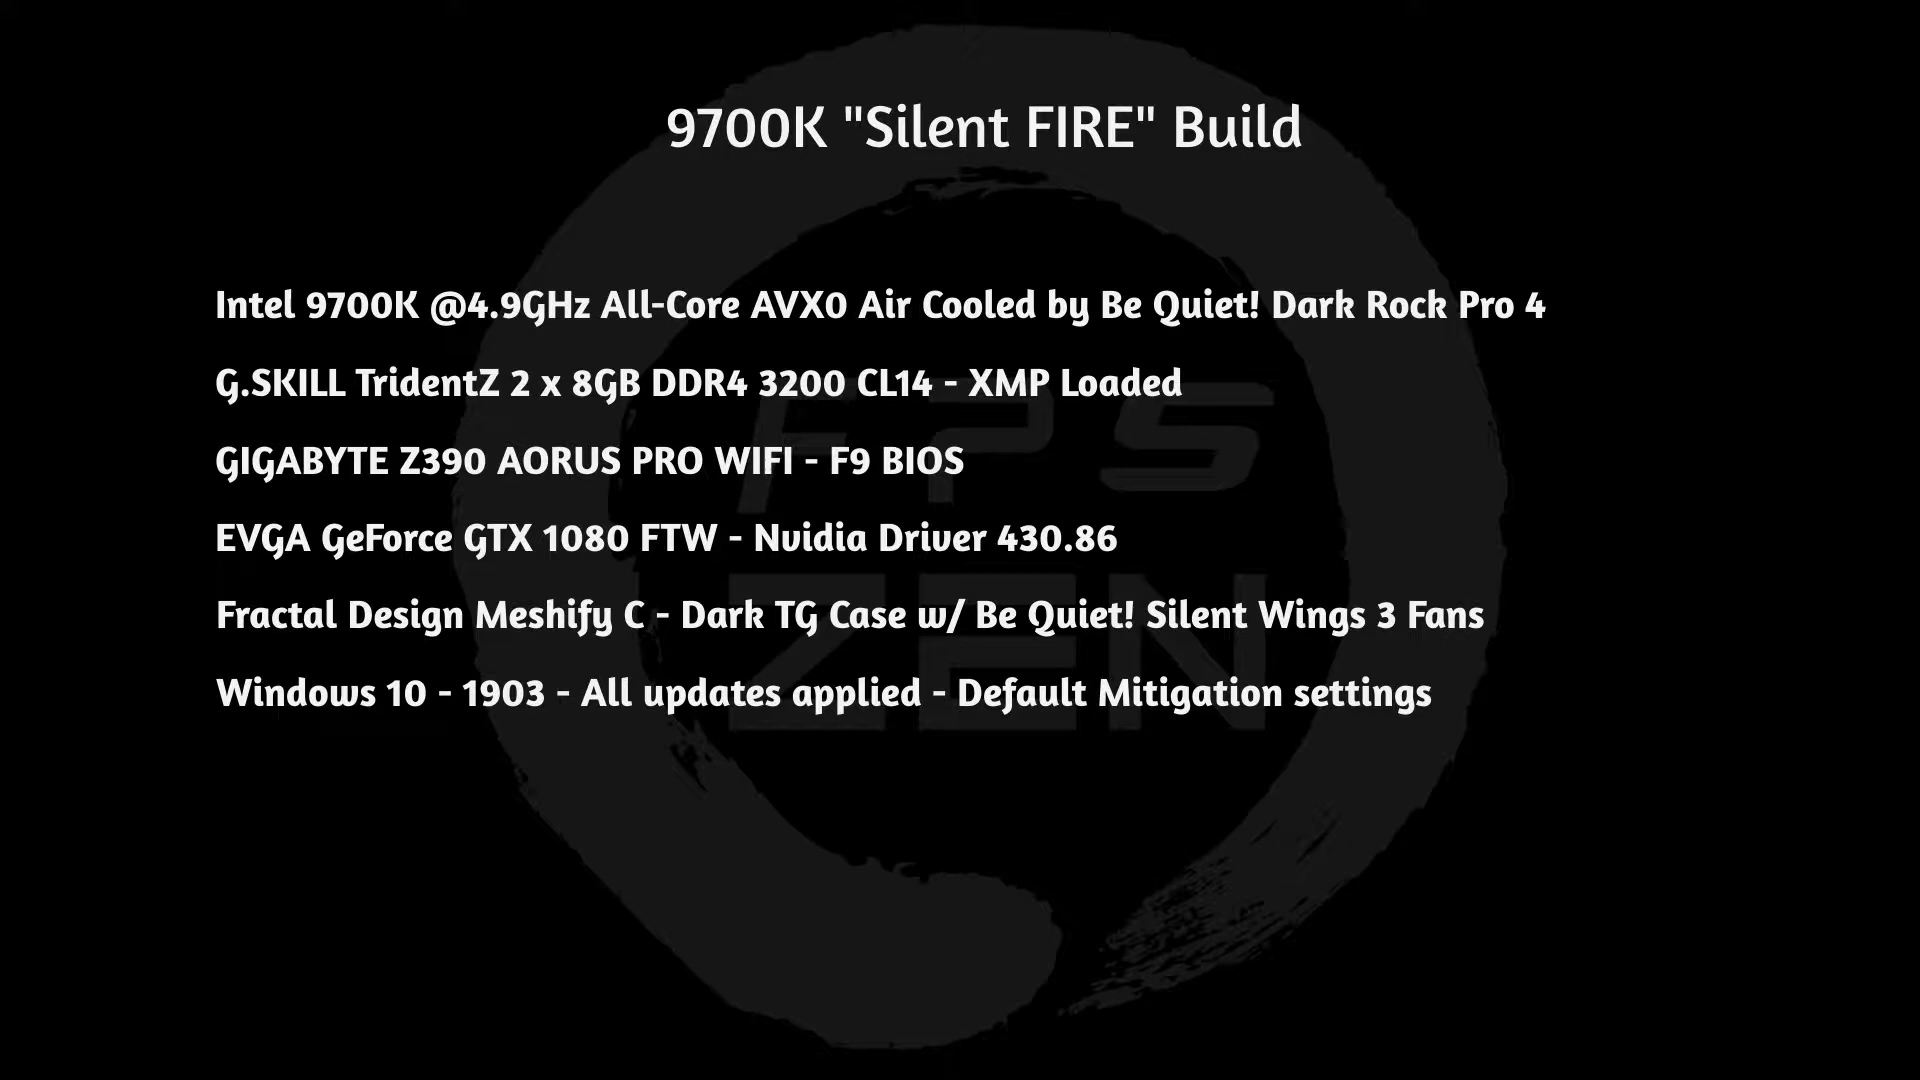 9700K "Silent FIRE" Build
Intel 9700K @4.9GHz All-Core AVX0 Air Cooled by Be Quiet! Dark Rock Pro 4
G.SKILL TridentZ 2 x 8GB DDR4 3200 CL14 - XMP Loaded
GIGABYTE Z390 AORUS PRO WIFI - F9 BIOS
EVGA GeForce GTX 1080 FTW - Nvidia Driver 430.86
Fractal Design Meshify C - Dark TG Case w/ Be Quiet! Silent Wings 3 Fans
Windows 10 - 1903 - All updates applied - Default Mitigation settings
FPS
ZEN